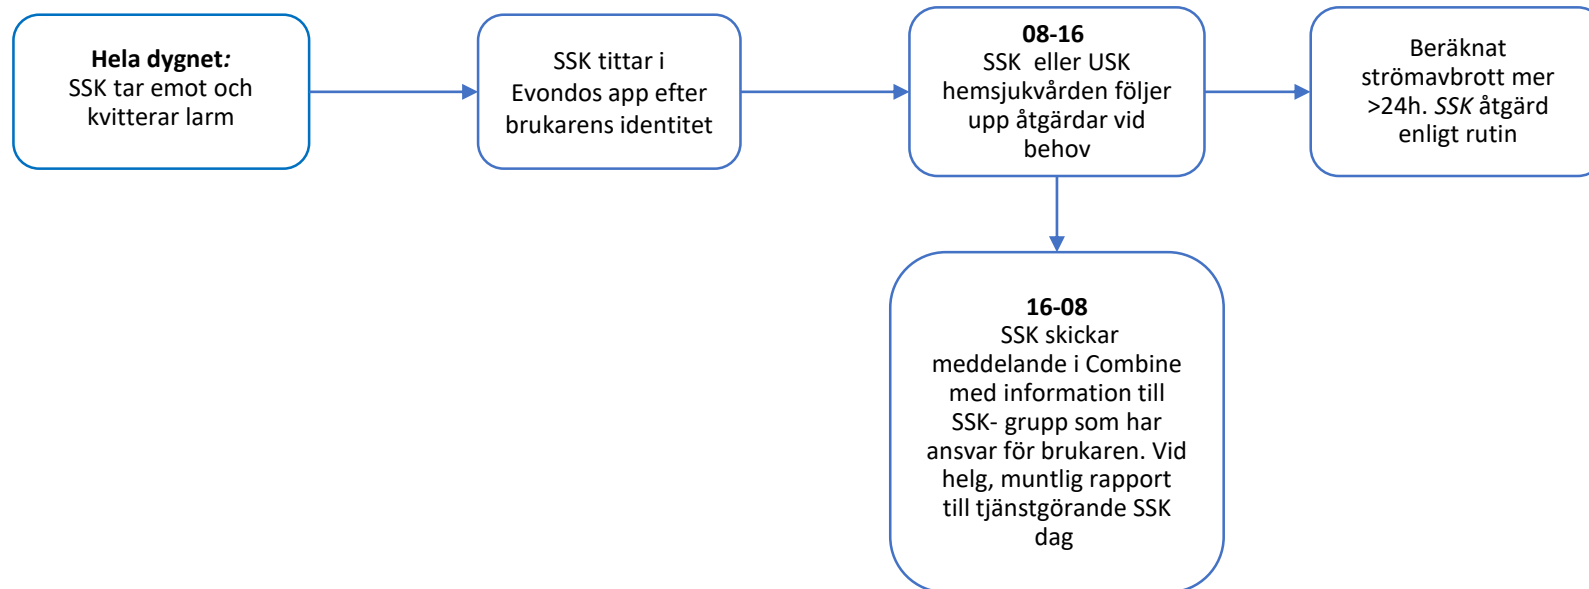 Hela dygnet:
SSK tar emot och
kvitterar larm
SSK tittar i
Evondos app efter
brukarens identitet
08-16
SSK eller USK
hemsjukvården följer
upp åtgärdar vid
behov
Beräknat
strömavbrott mer
>24h. SSK åtgärd
enligt rutin
16-08
SSK skickar
meddelande i Combine
med information till
SSK- grupp som har
ansvar för brukaren. Vid
helg, muntlig rapport
till tjänstgörande SSK
dag